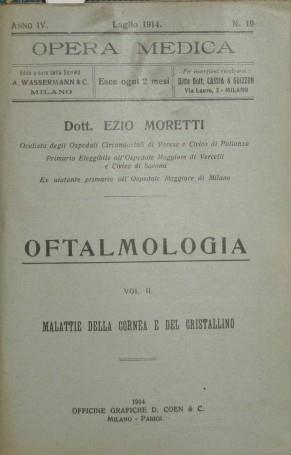 ANNO IV.
Luglio 1914.
N. 19
OPERA MEDICA
Edita a cura della Società
A. WASSERMANN & C.
MILANO
Esce ogni 2 mesi
Per inserzioni rivolgersi
Ditta Dott. CASSIA & GUIZZON
Via Lauro, 2 - MILANO
Dott. EZIO MORETTI
Oculista degli Ospedali Circondariali di Varese e Civico di Pallanza
Primario Eleggibile all'Ospedale Maggiore di Vercelli
e Civico di Savona
Ex aiutante primario all'Ospedale Maggiore di Milano
OFTALMOLOGIA
VOL. II.
MALATTIE DELLA CORNEA E DEL CRISTALLINO
1914
OFFICINE GRAFICHE D. COEN & C.
MILANO - PARIGI.